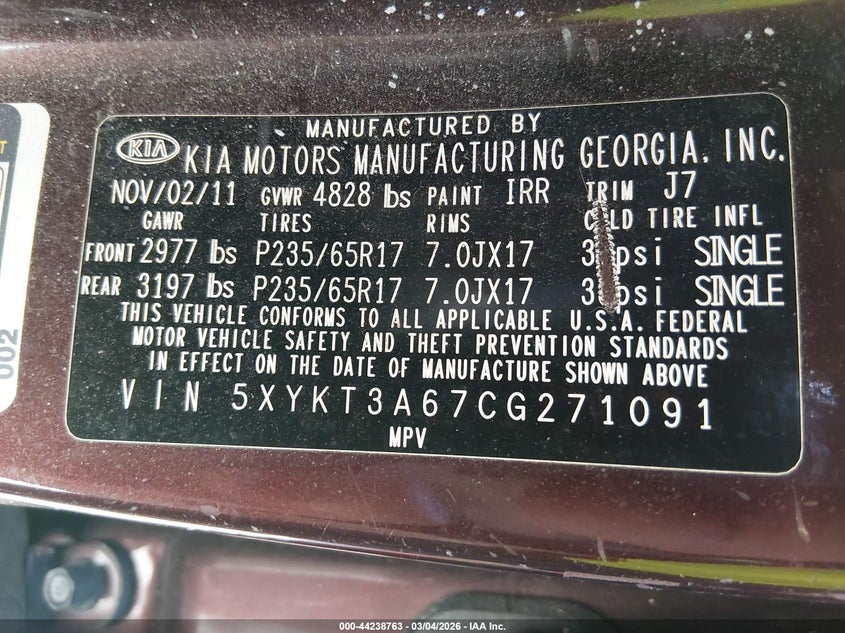 MANUFACTURED BY
KIA KIA MOTORS MANUFACTURING GEORGIA, INC.
NOV/02/11 GVWR 4828 lbs PAINT IRR TRIM J7
GAWR TIRES RIMS COLD TIRE INFL
FRONT 2977 lbs P235/65R17 7.0JX17 psi SINGLE
REAR 3197 lbs P235/65R17 7.0JX17 psi SINGLE
THIS VEHICLE CONFORMS TO ALL APPLICABLE U.S.A. FEDERAL
MOTOR VEHICLE SAFETY AND THEFT PREVENTION STANDARDS
IN EFFECT ON THE DATE OF MANUFACTURE SHOWN ABOVE
VIN 5XYKT3A67CG271091
MPV
002
000-44238763 - 03/04/2026 - IAA Inc.